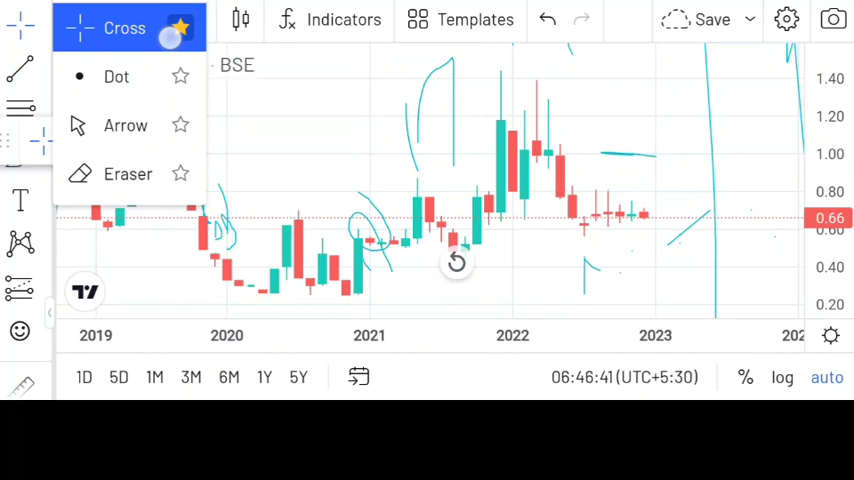 Cross
Indicators
Templates
Save
Dot
Arrow
Eraser
· BSE
1.40
1.20
1.00
0.80
0.66
0.60
0.40
0.20
2019 2020 2021 2022 2023
1D 5D 1M 3M 6M 1Y 5Y
06:46:41 (UTC+5:30)
% log auto